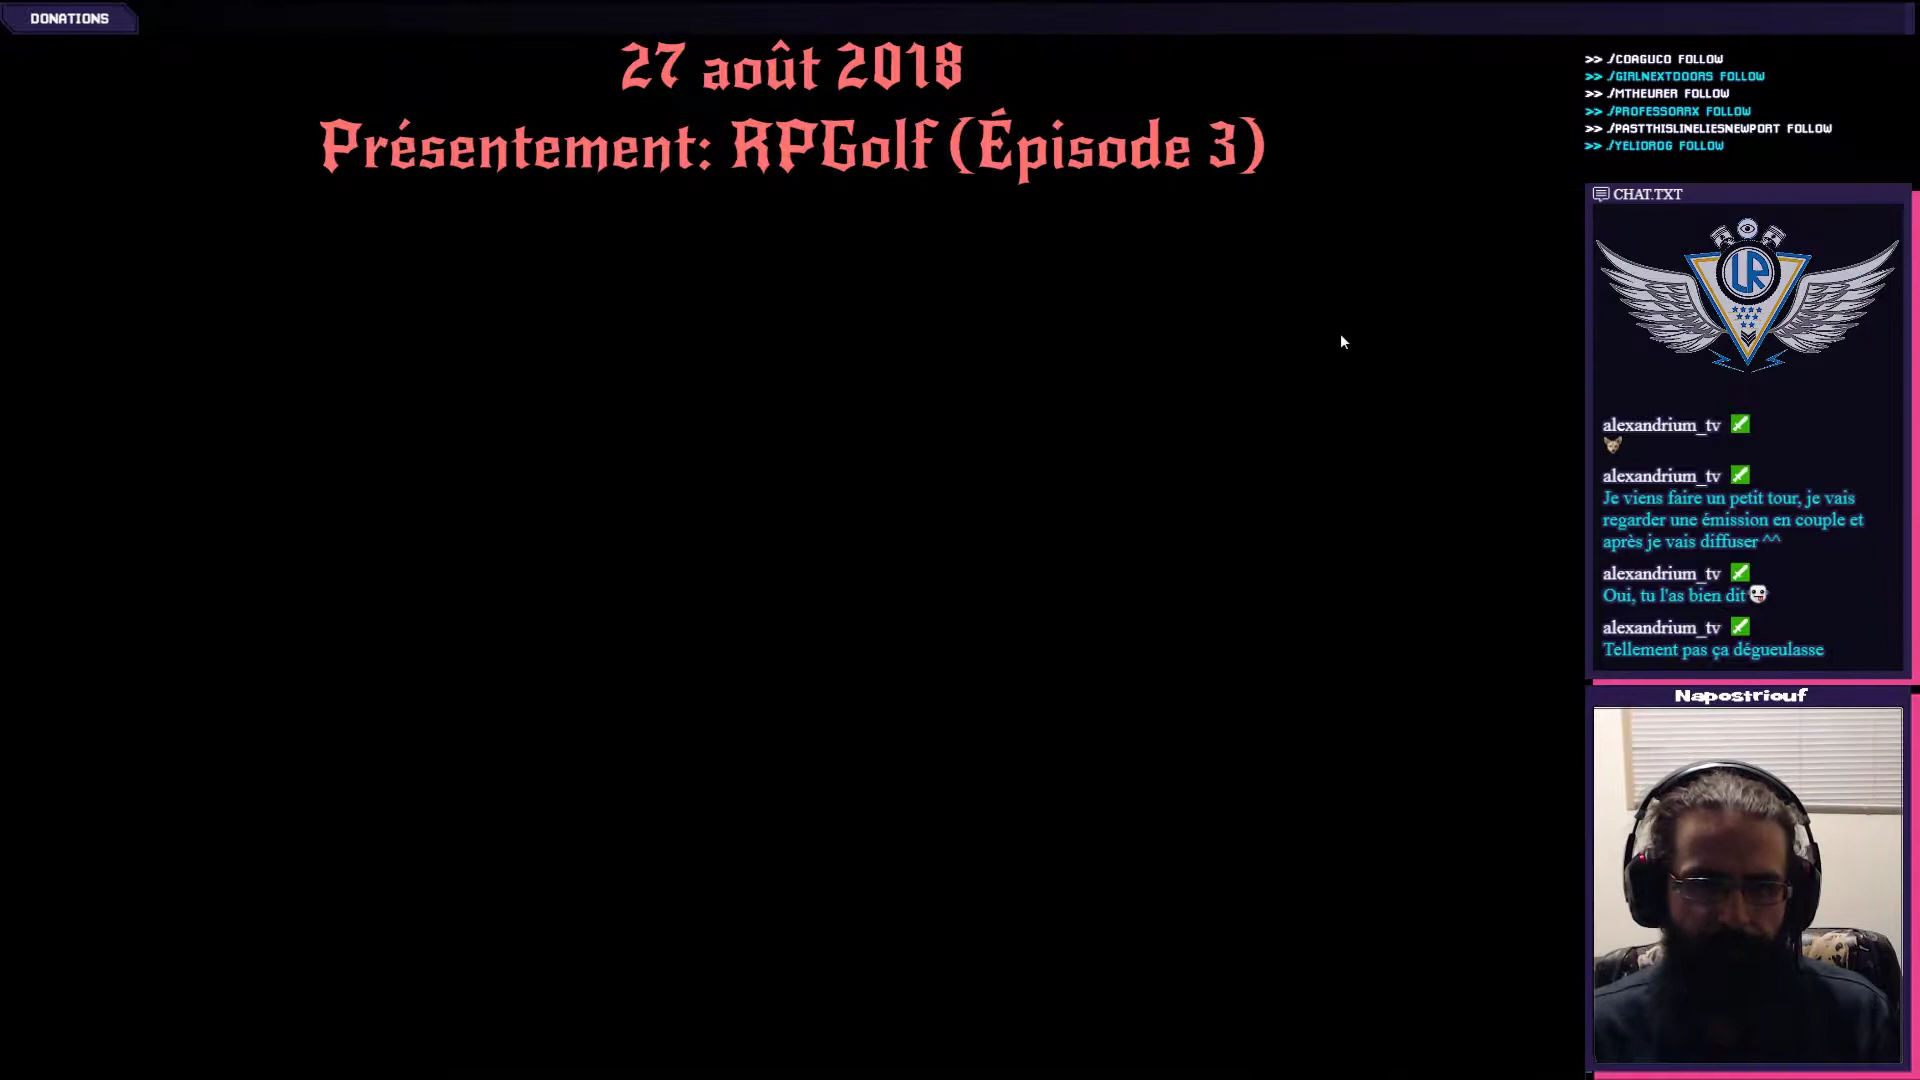 DONATIONS
27 août 2018
Présentement: RPGolf (Épisode 3)
>> ./COAGUCO FOLLOW
>> ./GIRLNEXTDOORS FOLLOW
>> ./MTHEURER FOLLOW
>> ./PROFESSORRX FOLLOW
>> ./PASTTHISLINELIESNEWPORT FOLLOW
>> ./YELIOROG FOLLOW
CHAT.TXT
LR
alexandrium_tv
alexandrium_tv
Je viens faire un petit tour, je vais
regarder une émission en couple et
après je vais diffuser ^^
alexandrium_tv
Oui, tu l'as bien dit
alexandrium_tv
Tellement pas ça dégueulasse
Napostriouf